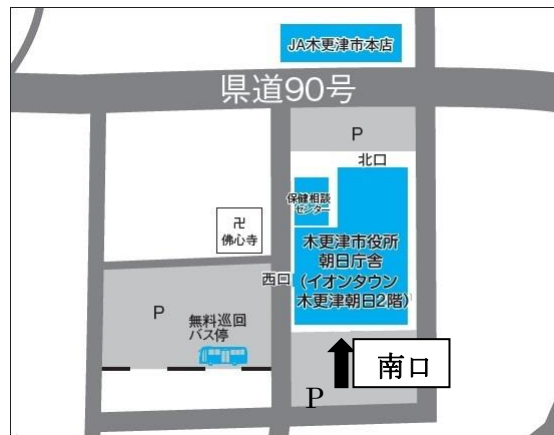 JA木更津市本店
県道90号
P
北口
保健相談
センター
卍
佛心寺
木更津市役所
朝日庁舎
西口
(イオンタウン
木更津朝日2階)
P
無料巡回
バス停
南口
P